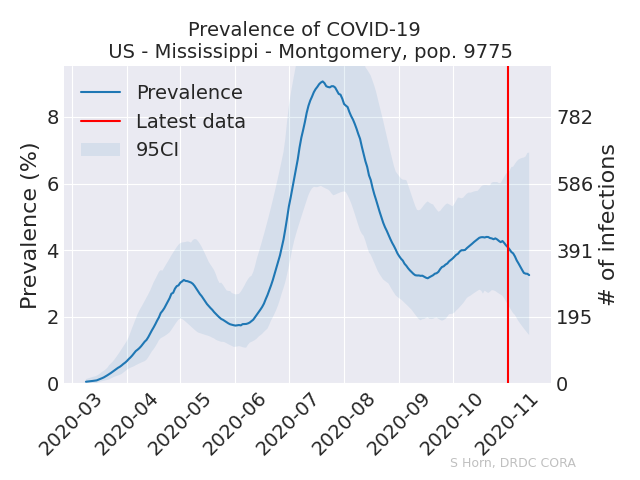 Prevalence of COVID-19
US - Mississippi - Montgomery, pop. 9775
Prevalence
Latest data
95CI
Prevalence (%)
8
6
4
2
0
782
586
391
195
0
# of infections
2020-03
2020-04
2020-05
2020-06
2020-07
2020-08
2020-09
2020-10
2020-11
S Horn, DRDC CORA